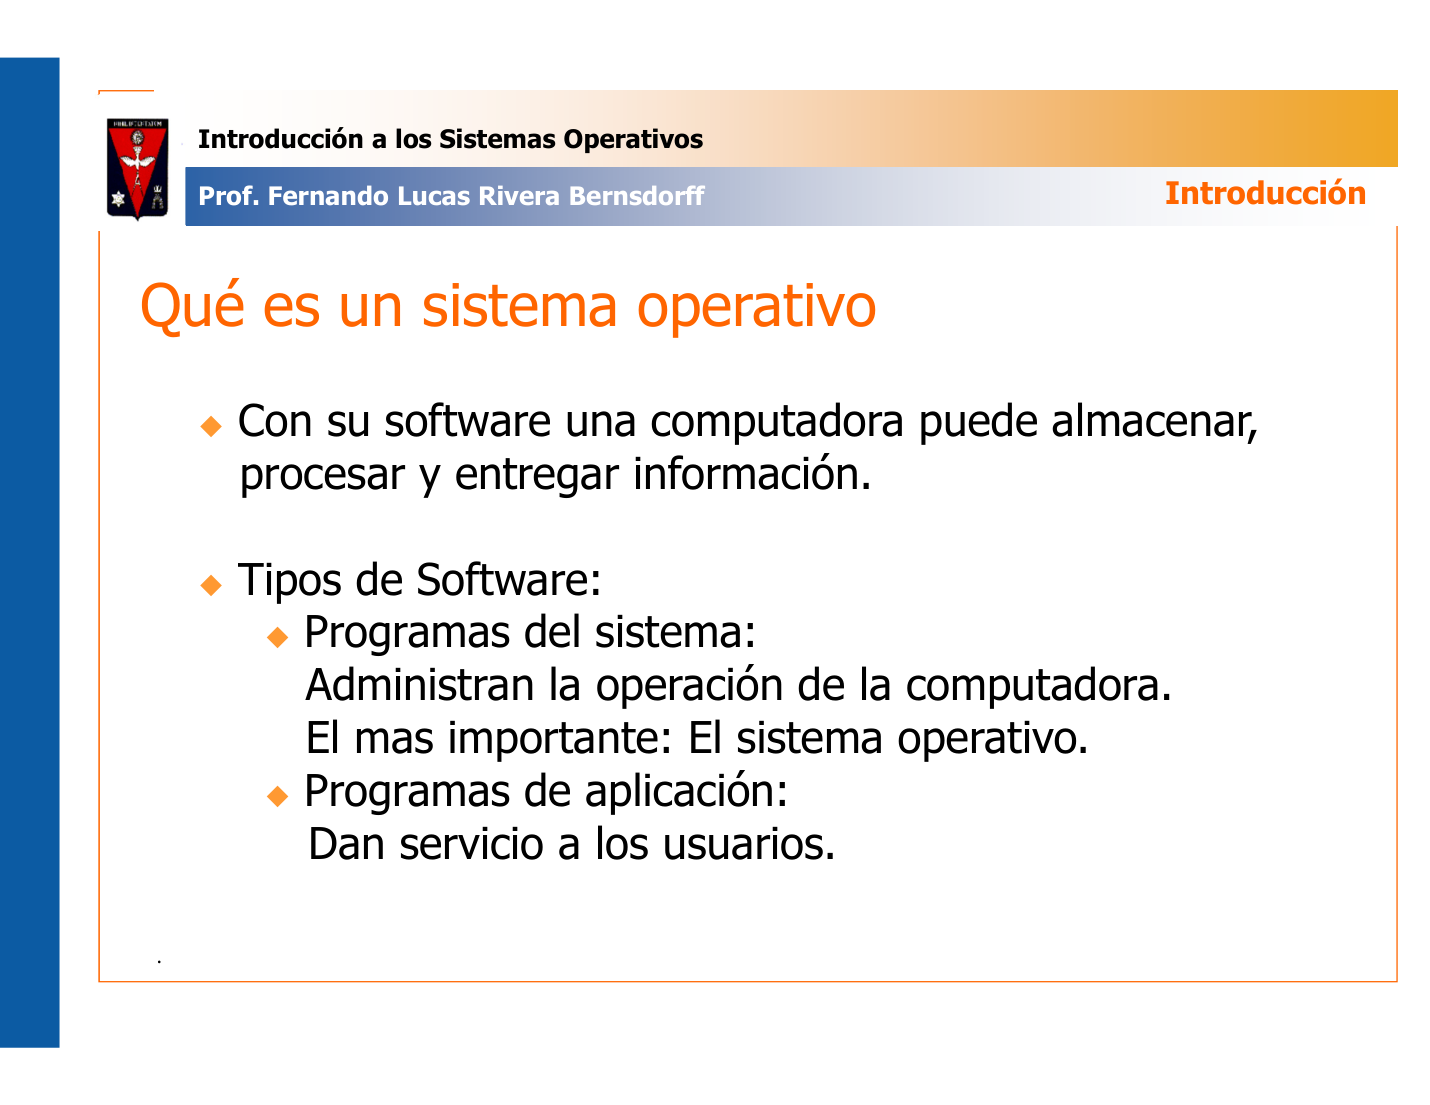 Introducción a los Sistemas Operativos
Prof. Fernando Lucas Rivera Bernsdorff
Introducción
Qué es un sistema operativo
Con su software una computadora puede almacenar,
procesar y entregar información.
Tipos de Software:
Programas del sistema:
Administran la operación de la computadora.
El mas importante: El sistema operativo.
Programas de aplicación:
Dan servicio a los usuarios.
.